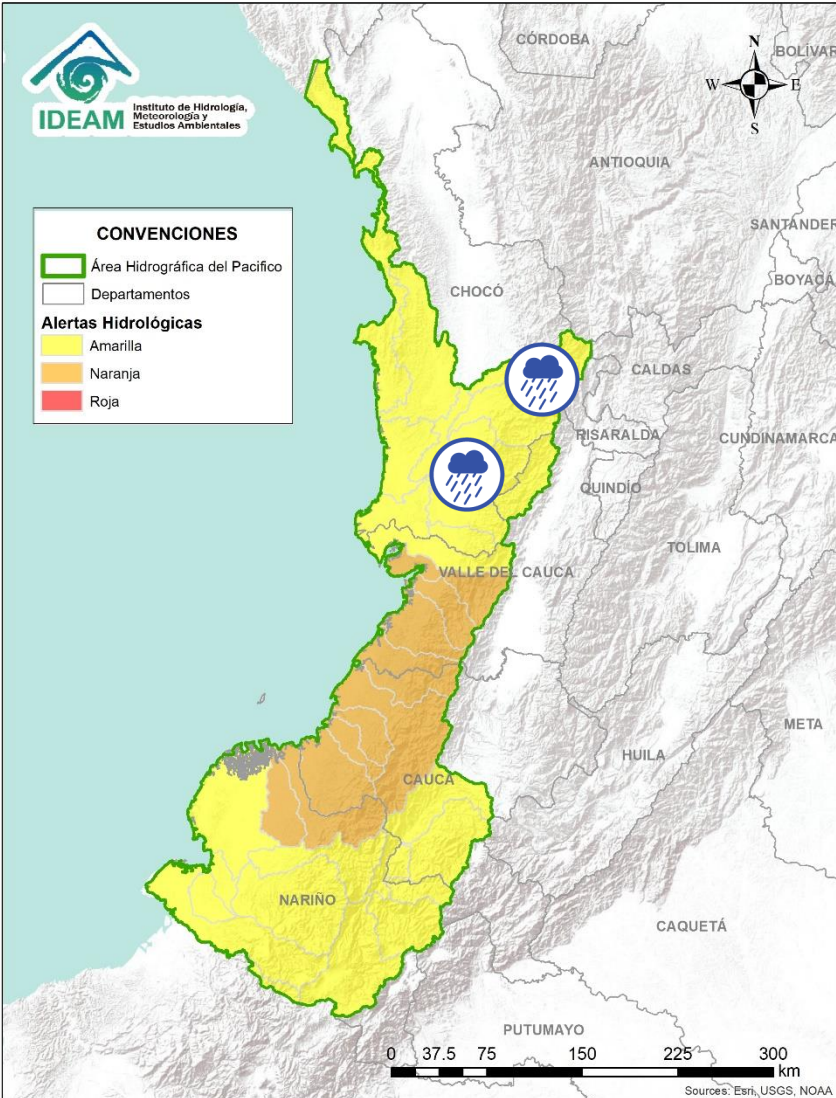 IDEAM
Instituto de Hidrología,
Meteorología y
Estudios Ambientales
CONVENCIONES
Área Hidrográfica del Pacifico
Departamentos
Alertas Hidrológicas
Amarilla
Naranja
Roja
N
W
E
S
CÓRDOBA
BOLÍVAR
ANTIOQUIA
SANTANDER
BOYACÁ
CHOCÓ
CALDAS
RISARALDA
CUNDINAMARCA
QUINDÍO
TOLIMA
VALLE DEL CAUCA
META
HUILA
CAUCA
NARIÑO
CAQUETÁ
PUTUMAYO
0 37.5 75 150 225 300
km
Sources: Esri, USGS, NOAA